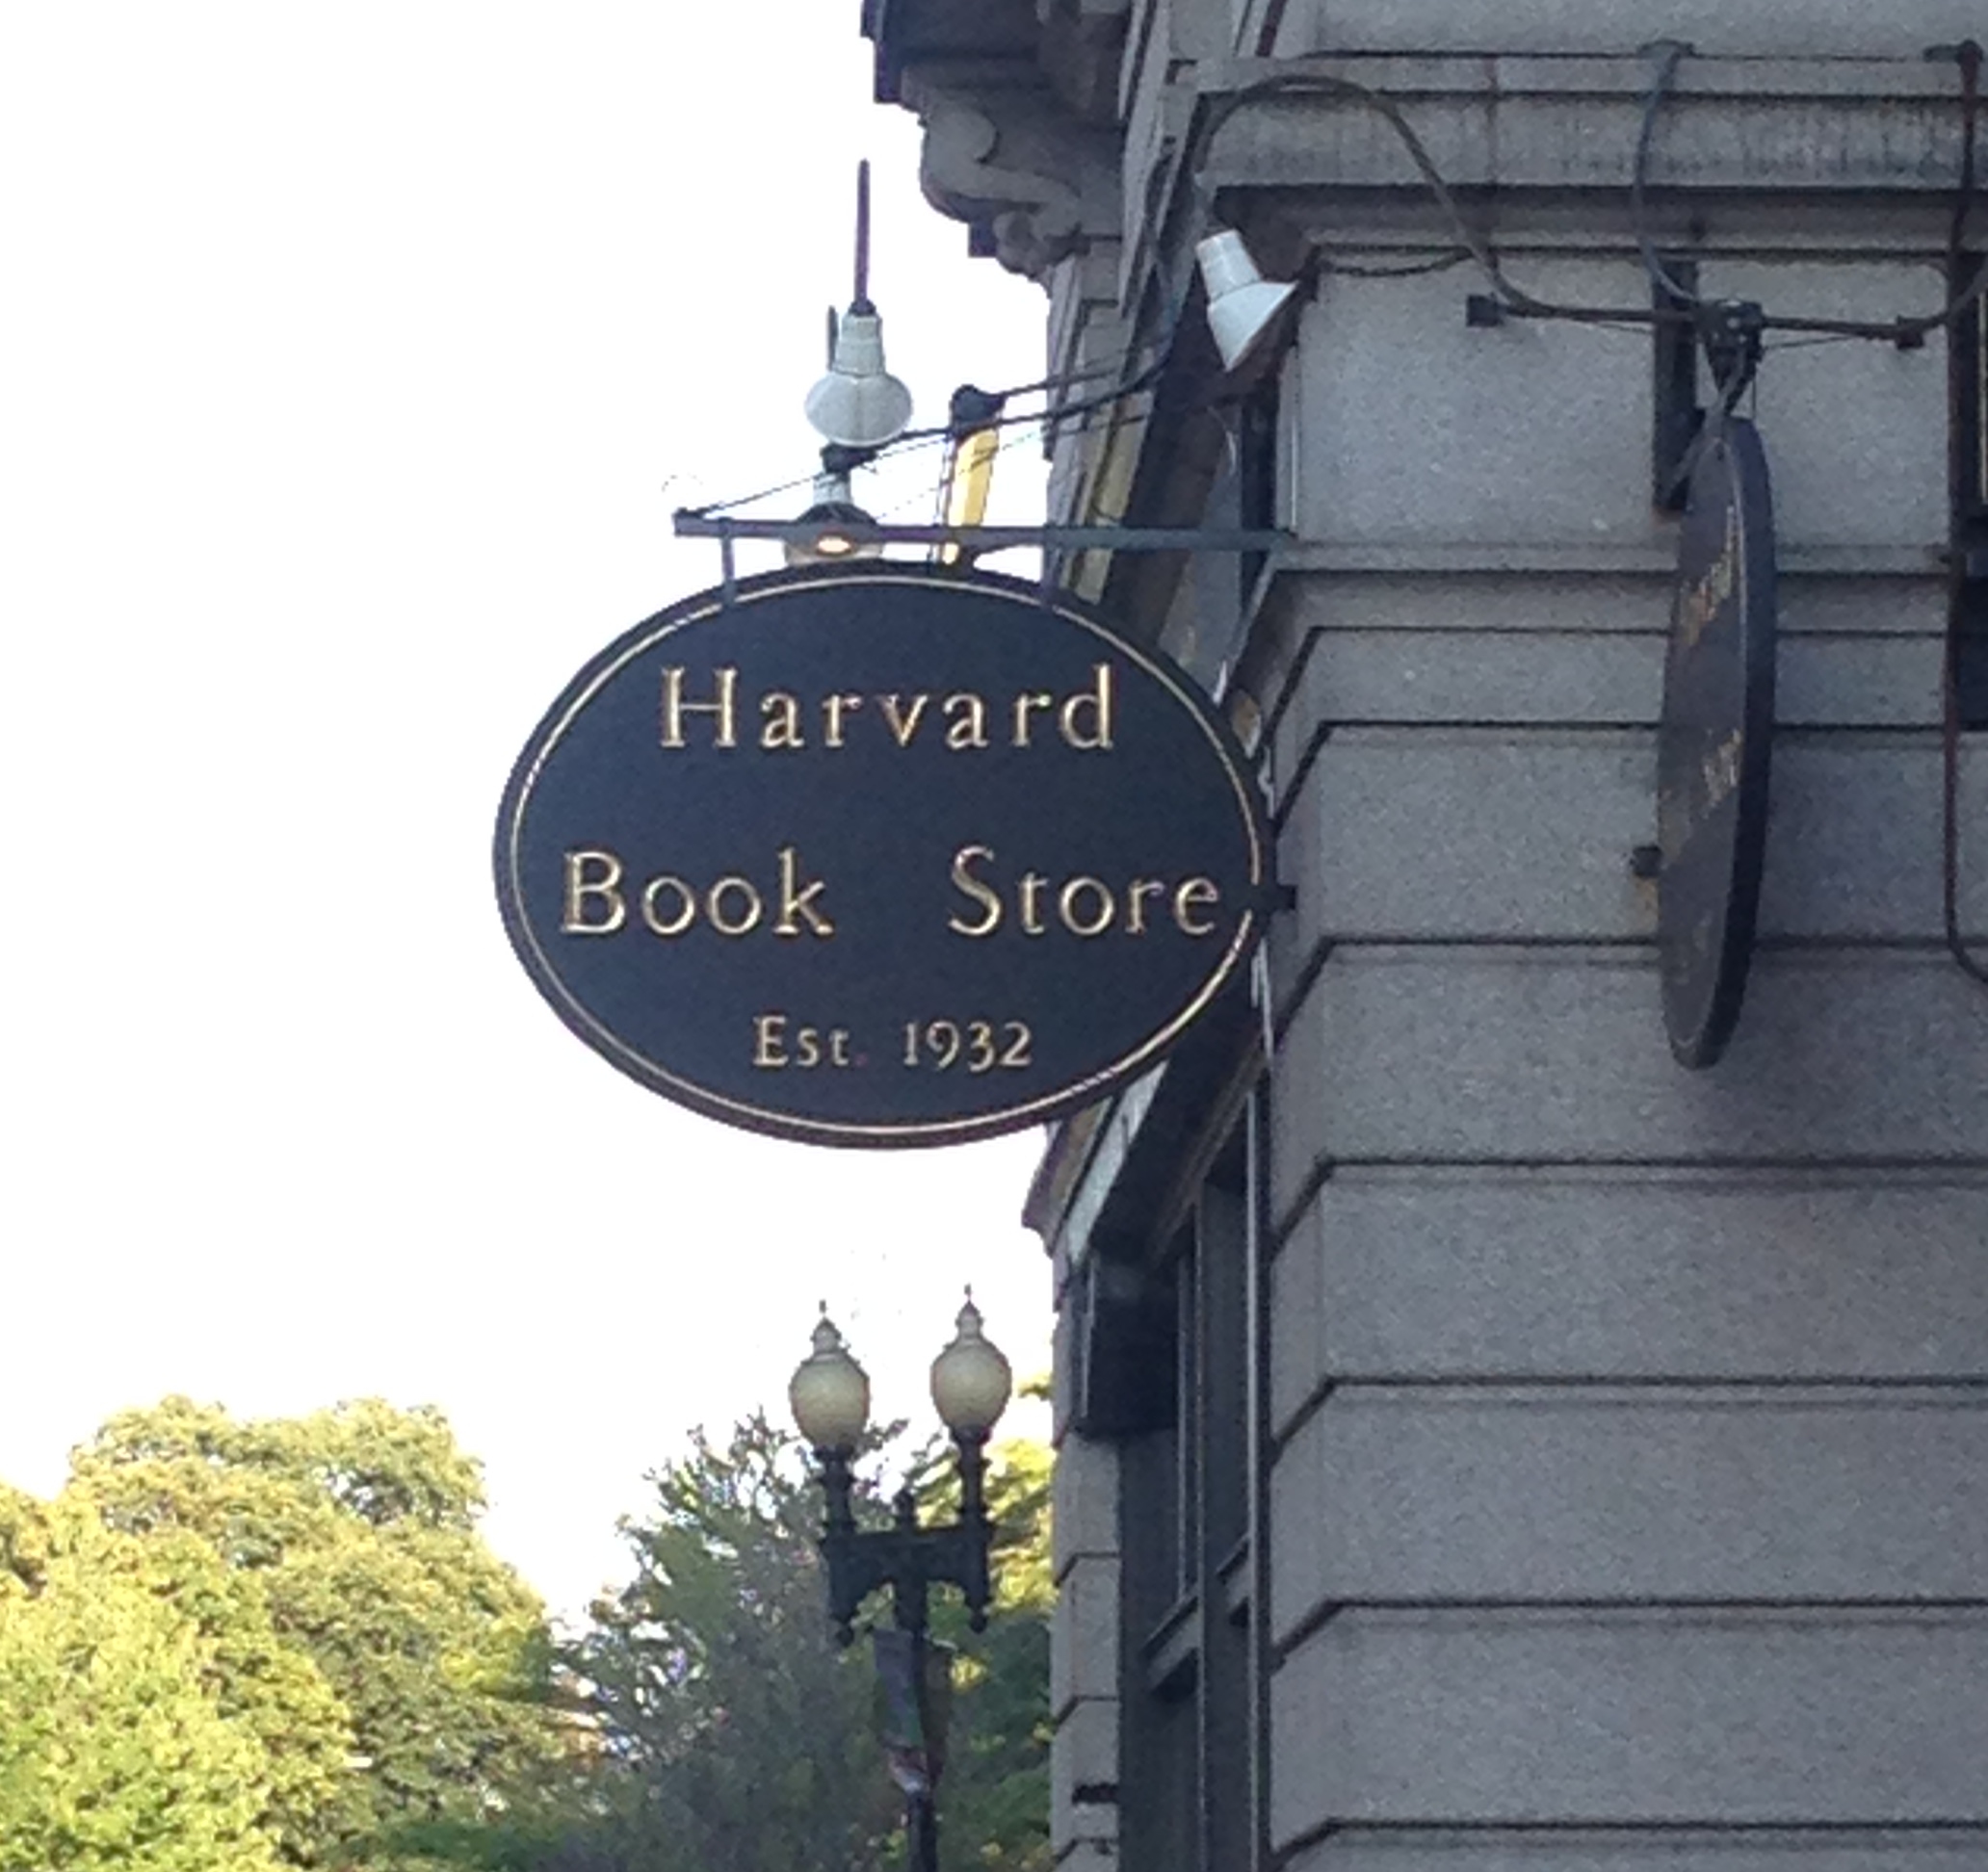 Harvard
Book Store
Est. 1932